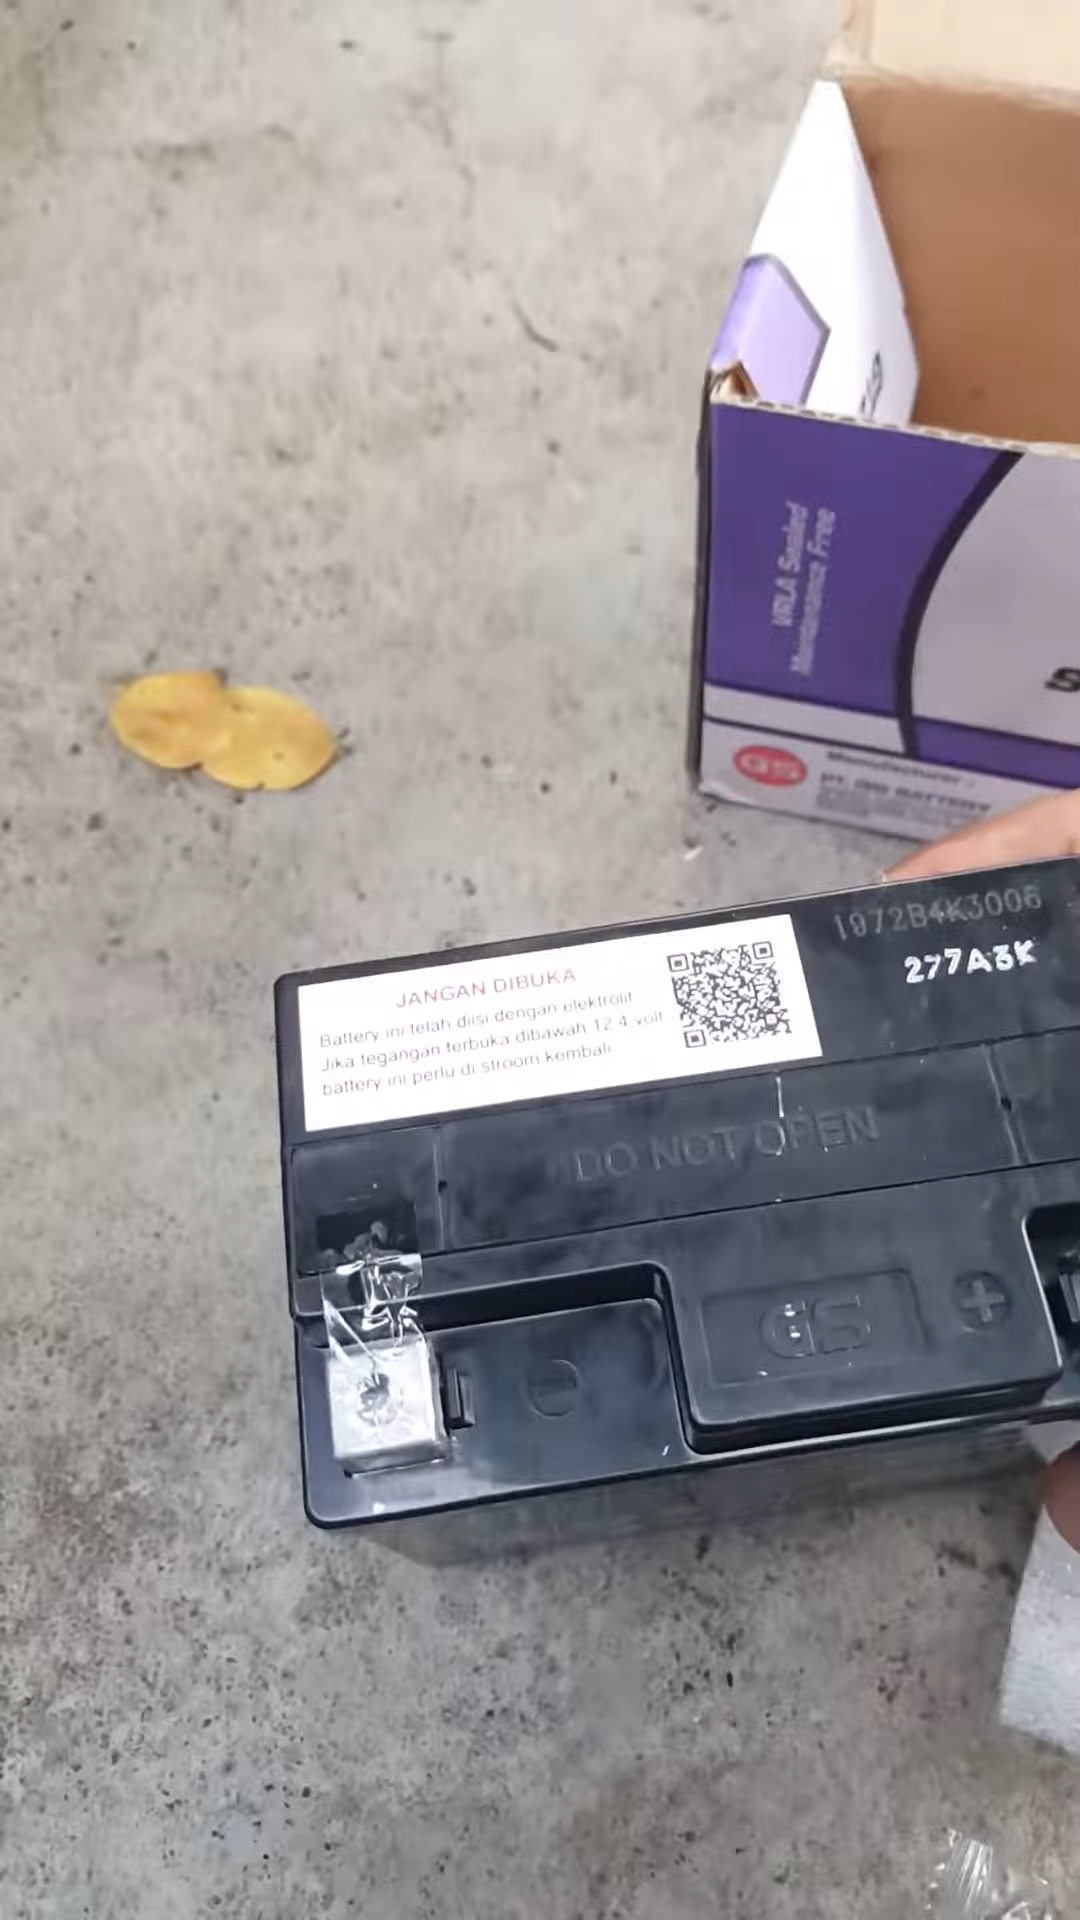 VRLA Sealed
Maintenance Free
S
GS
Manufacturer :
PT. GS BATTERY
1972B4K3006
277A3K
JANGAN DIBUKA
Battery ini telah diisi dengan elektrolit
Jika tegangan terbuka dibawah 12.4 volt
battery ini perlu di stroom kembali
DO NOT OPEN
GS
+
-